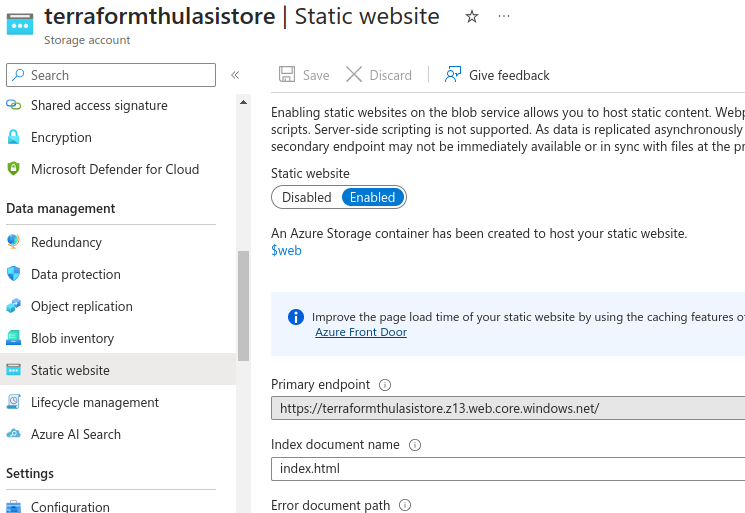 terraformthulasistore | Static website
Storage account
Search
Shared access signature
Encryption
Microsoft Defender for Cloud
Data management
Redundancy
Data protection
Object replication
Blob inventory
Static website
Lifecycle management
Azure AI Search
Settings
Configuration
Save
Discard
Give feedback
Enabling static websites on the blob service allows you to host static content. Webp
scripts. Server-side scripting is not supported. As data is replicated asynchronously
secondary endpoint may not be immediately available or in sync with files at the pr
Static website
Disabled Enabled
An Azure Storage container has been created to host your static website.
$web
Improve the page load time of your static website by using the caching features of
Azure Front Door
Primary endpoint
https://terraformthulasistore.z13.web.core.windows.net/
Index document name
index.html
Error document path